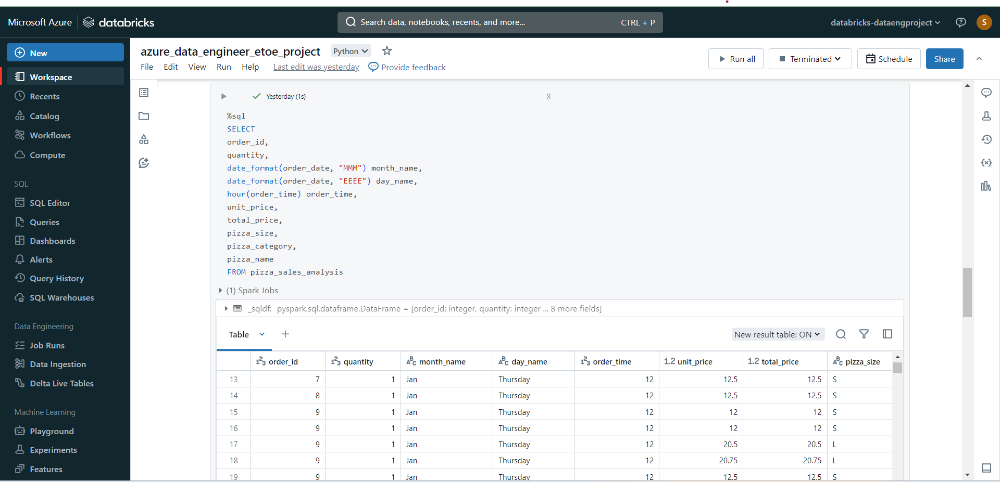 Microsoft Azure databricks
Search data, notebooks, recents, and more... CTRL + P
databricks-dataengproject
S
New
Workspace
Recents
Catalog
Workflows
Compute
SQL
SQL Editor
Queries
Dashboards
Alerts
Query History
SQL Warehouses
Data Engineering
Job Runs
Data Ingestion
Delta Live Tables
Machine Learning
Playground
Experiments
Features
azure_data_engineer_etoe_project Python
File Edit View Run Help Last edit was yesterday Provide feedback
Run all Terminated Schedule Share
Yesterday (1s) 8
%sql
SELECT
order_id,
quantity,
date_format(order_date, "MMM") month_name,
date_format(order_date, "EEEE") day_name,
hour(order_time) order_time,
unit_price,
total_price,
pizza_size,
pizza_category,
pizza_name
FROM pizza_sales_analysis
(1) Spark Jobs
_sqldf: pyspark.sql.dataframe.DataFrame = [order_id: integer, quantity: integer ... 8 more fields]
Table + New result table: ON
123 order_id 123 quantity ABC month_name ABC day_name 123 order_time 1.2 unit_price 1.2 total_price ABC pizza_size
13 7 1 Jan Thursday 12 12.5 12.5 S
14 8 1 Jan Thursday 12 12.5 12.5 S
15 9 1 Jan Thursday 12 12 12 S
16 9 1 Jan Thursday 12 12 12 S
17 9 1 Jan Thursday 12 20.5 20.5 L
18 9 1 Jan Thursday 12 20.75 20.75 L
19 9 1 Jan Thursday 12 12.5 12.5 S